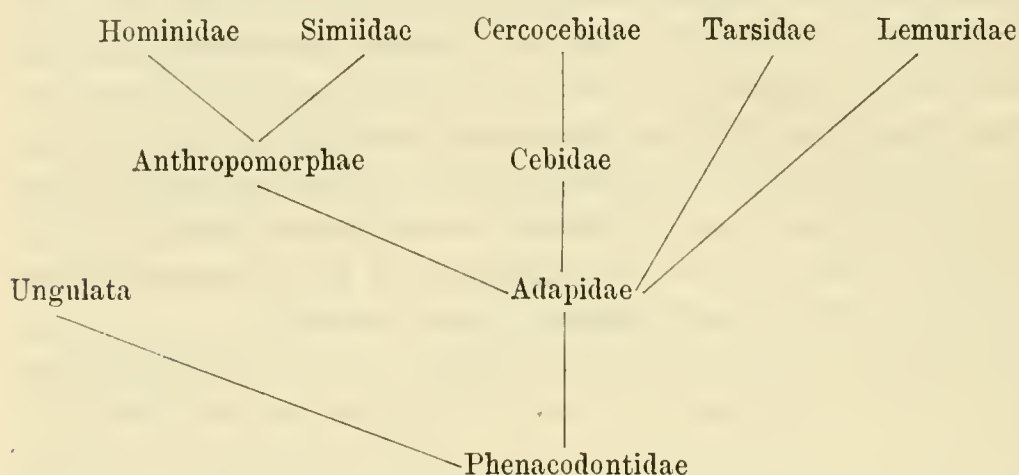 Hominidae Simiidae Cercocebidae Tarsidae Lemuridae
Anthropomorphae Cebidae
Ungulata Adapidae
Phenacodontidae